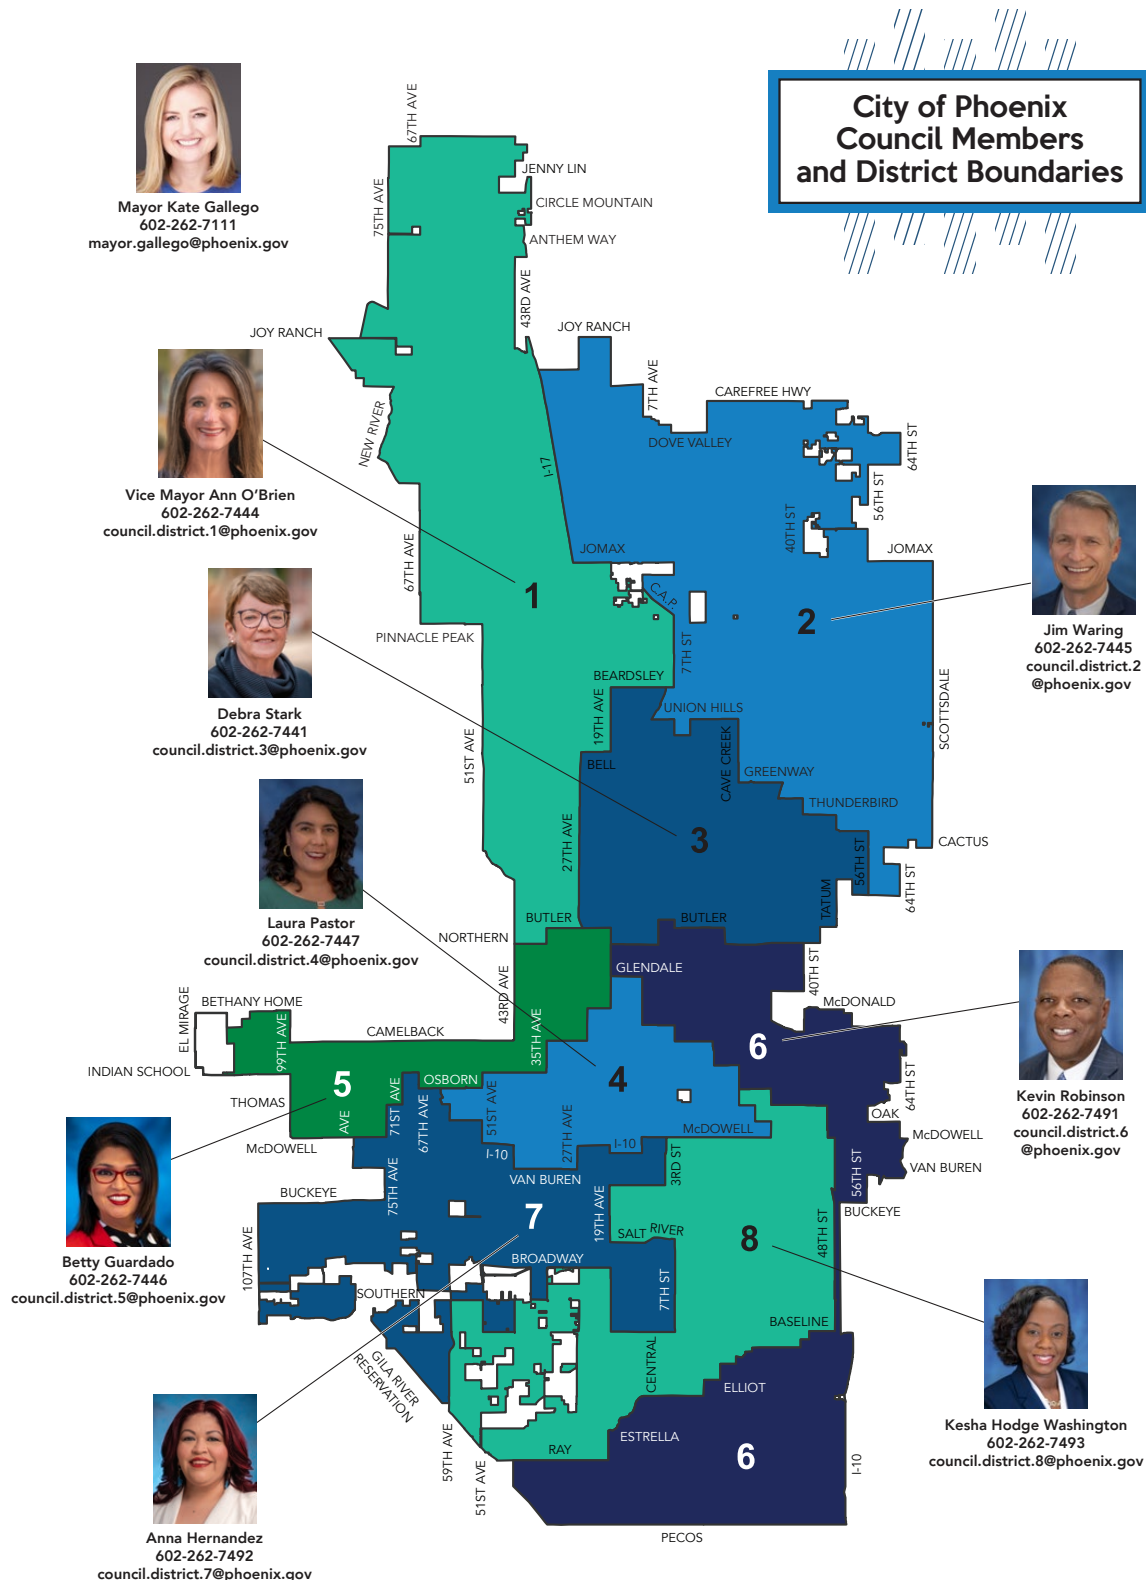 City of Phoenix
Council Members
and District Boundaries
Mayor Kate Gallego
602-262-7111
mayor.gallego@phoenix.gov
Vice Mayor Ann O’Brien
602-262-7444
council.district.1@phoenix.gov
Debra Stark
602-262-7441
council.district.3@phoenix.gov
Laura Pastor
602-262-7447
council.district.4@phoenix.gov
Betty Guardado
602-262-7446
council.district.5@phoenix.gov
Anna Hernandez
602-262-7492
council.district.7@phoenix.gov
Jim Waring
602-262-7445
council.district.2
@phoenix.gov
Kevin Robinson
602-262-7491
council.district.6
@phoenix.gov
Kesha Hodge Washington
602-262-7493
council.district.8@phoenix.gov
67TH AVE
75TH AVE
JENNY LIN
CIRCLE MOUNTAIN
ANTHEM WAY
43RD AVE
JOY RANCH
JOY RANCH
7TH AVE
CAREFREE HWY
DOVE VALLEY
64TH ST
NEW RIVER
I-17
56TH ST
40TH ST
67TH AVE
JOMAX
JOMAX
1
C.A.P.
2
PINNACLE PEAK
7TH ST
BEARDSLEY
UNION HILLS
19TH AVE
SCOTTSDALE
51ST AVE
BELL
CAVE CREEK
GREENWAY
THUNDERBIRD
27TH AVE
3
56TH ST
CACTUS
TATUM
64TH ST
BUTLER
BUTLER
NORTHERN
GLENDALE
40TH ST
43RD AVE
EL MIRAGE
BETHANY HOME
99TH AVE
CAMELBACK
35TH AVE
McDONALD
6
64TH ST
INDIAN SCHOOL
5
OSBORN
4
THOMAS
AVE
71ST AVE
67TH AVE
51ST AVE
27TH AVE
OAK
McDOWELL
McDOWELL
McDOWELL
I-10
I-10
3RD ST
56TH ST
VAN BUREN
VAN BUREN
BUCKEYE
75TH AVE
7
19TH AVE
BUCKEYE
SALT RIVER
8
48TH ST
107TH AVE
BROADWAY
SOUTHERN
7TH ST
BASELINE
GILA RIVER
RESERVATION
CENTRAL
ELLIOT
59TH AVE
51ST AVE
RAY
ESTRELLA
6
I-10
PECOS